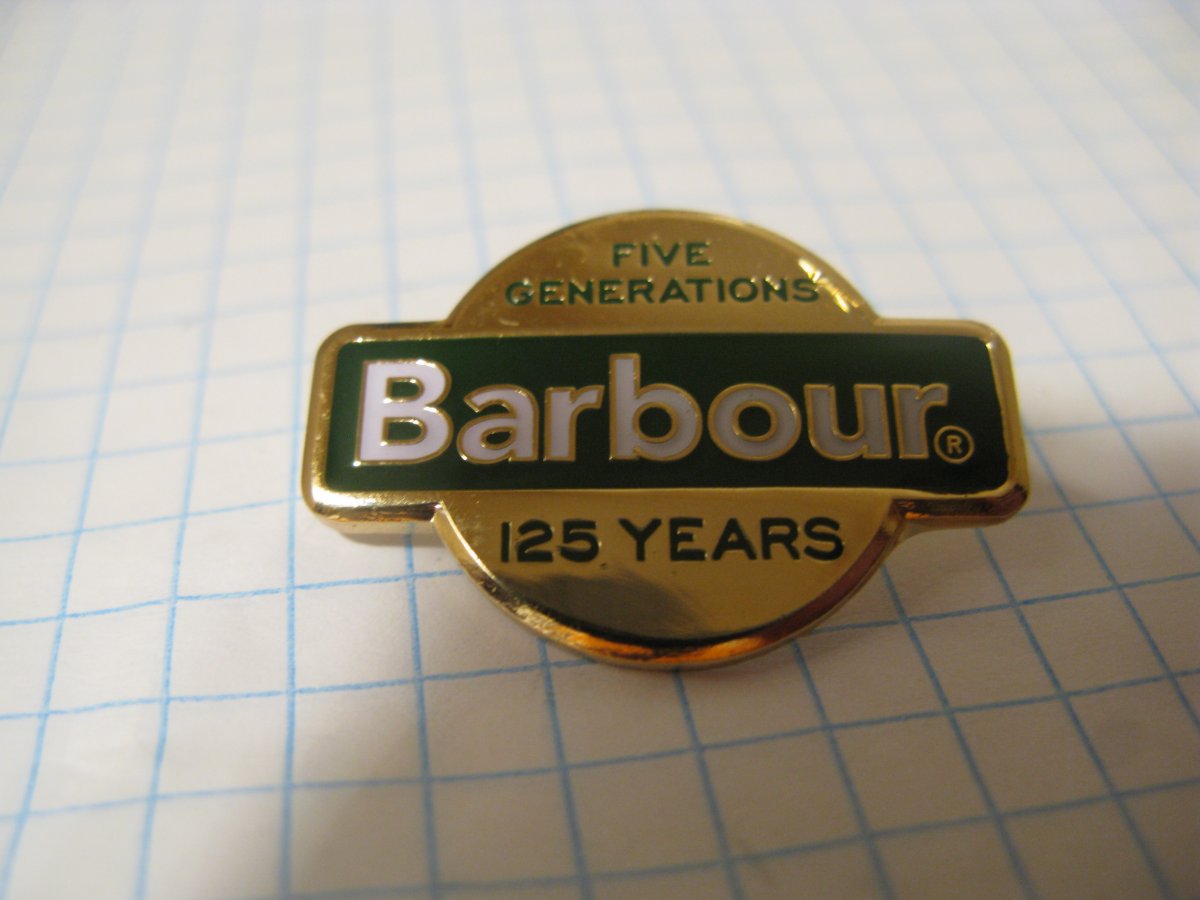 FIVE
GENERATIONS
Barbour®
125 YEARS